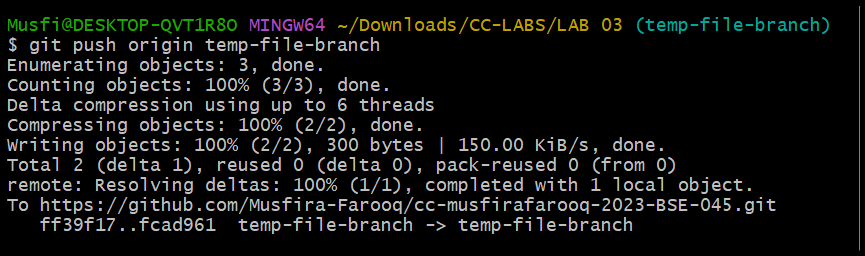 Musfi@DESKTOP-QVT1R8O MINGW64 ~/Downloads/CC-LABS/LAB 03 (temp-file-branch)
$ git push origin temp-file-branch
Enumerating objects: 3, done.
Counting objects: 100% (3/3), done.
Delta compression using up to 6 threads
Compressing objects: 100% (2/2), done.
Writing objects: 100% (2/2), 300 bytes | 150.00 KiB/s, done.
Total 2 (delta 1), reused 0 (delta 0), pack-reused 0 (from 0)
remote: Resolving deltas: 100% (1/1), completed with 1 local object.
To https://github.com/Musfira-Farooq/cc-musfirafarooq-2023-BSE-045.git
   ff39f17..fcad961  temp-file-branch -> temp-file-branch